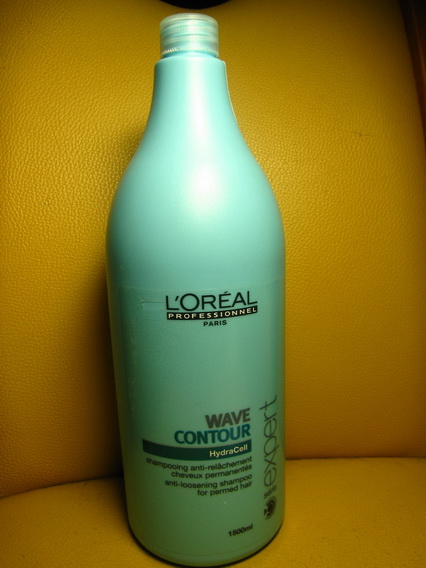 L'ORÉAL
PROFESSIONNEL
PARIS
WAVE
CONTOUR
HydraCell
shampooing anti-relâchement
cheveux permanentés
anti-loosening shampoo
for permed hair
1500ml
série expert